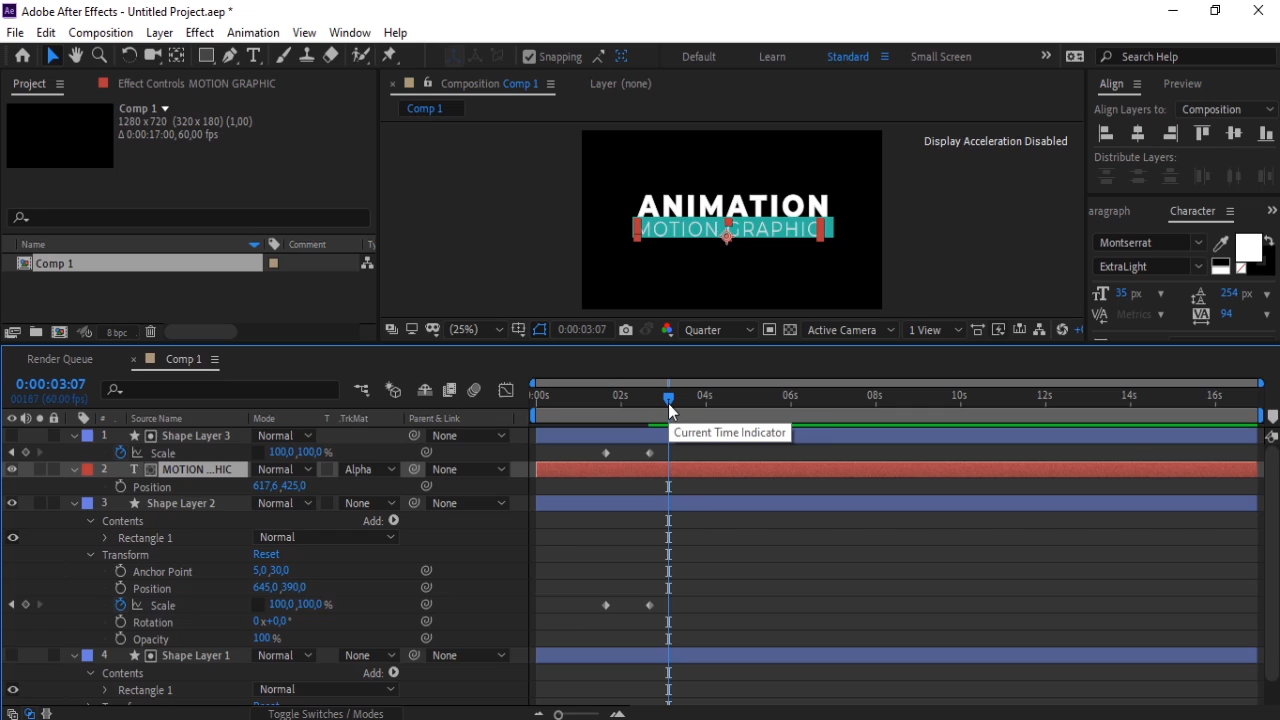 Adobe After Effects - Untitled Project.aep *
File Edit Composition Layer Effect Animation View Window Help
Snapping Default Learn Standard Small Screen Search Help
Project Effect Controls MOTION GRAPHIC
Comp 1
1280 x 720 (320 x 180) (1,00)
Δ 0:00:17:00, 60,00 fps
Name Comment Ty
Comp 1
8 bpc
Composition Comp 1 Layer (none)
Comp 1
Display Acceleration Disabled
ANIMATION
MOTION GRAPHIC
(25%) 0:00:03:07 Quarter Active Camera 1 View
Align Preview
Align Layers to: Composition
Distribute Layers:
aragraph Character
Montserrat
ExtraLight
35 px 254 px
Metrics 94
Render Queue Comp 1
0:00:03:07
00187 (60.00 fps)
# Source Name Mode T .TrkMat Parent & Link
:00s 02s 04s 06s 08s 10s 12s 14s 16s
Current Time Indicator
1 Shape Layer 3 Normal None
Scale 100,0,100,0 %
2 T MOTION ...HIC Normal Alpha None
Position 617,6,425,0
3 Shape Layer 2 Normal None None
Contents Add:
Rectangle 1 Normal
Transform Reset
Anchor Point 5,0,30,0
Position 645,0,390,0
Scale 100,0,100,0 %
Rotation 0 x+0,0°
Opacity 100 %
4 Shape Layer 1 Normal None None
Contents Add:
Rectangle 1 Normal
Toggle Switches / Modes